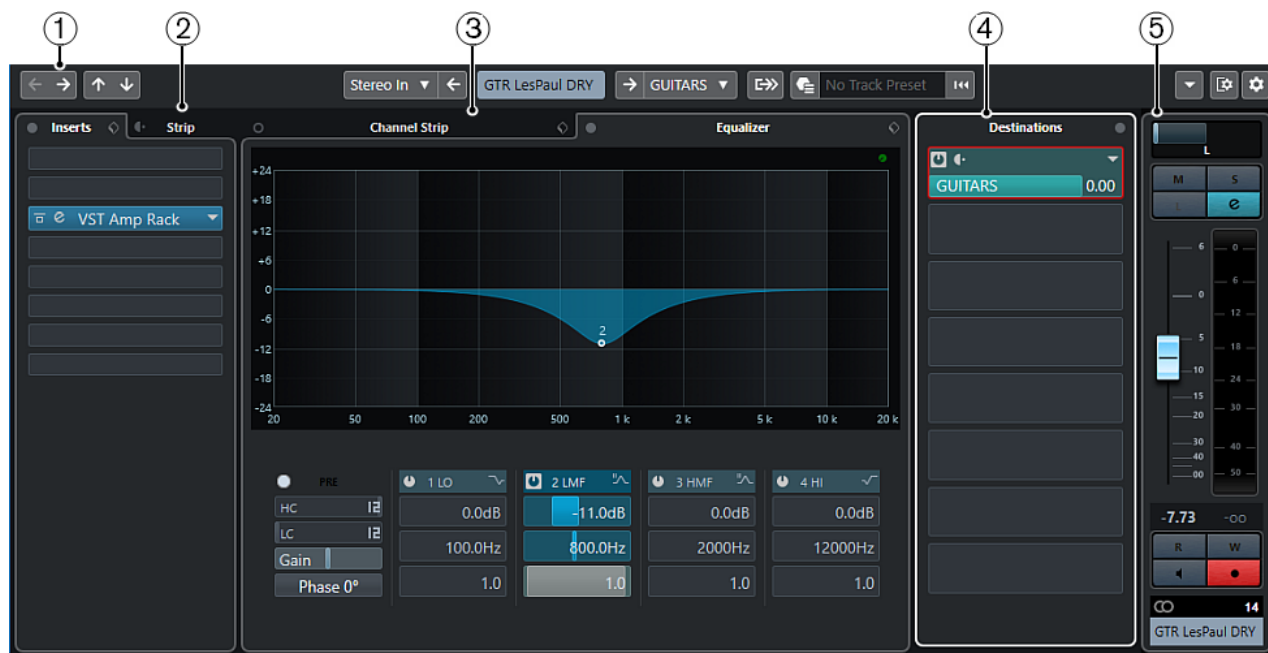 1 2 3 4 5
Stereo In GTR LesPaul DRY GUITARS No Track Preset
Inserts Strip Channel Strip Equalizer Destinations
VST Amp Rack
+24
+18
+12
+6
0
-6
-12
-18
-24
2
20 50 100 200 500 1 k 2 k 5 k 10 k 20 k
PRE
HC 12
LC 12
Gain
Phase 0°
1 LO
0.0dB
100.0Hz
1.0
2 LMF
-11.0dB
800.0Hz
1.0
3 HMF
0.0dB
2000Hz
1.0
4 HI
0.0dB
12000Hz
1.0
GUITARS 0.00
L
M S
L e
6
0
5
10
15
20
30
40
00
0
6
12
18
24
30
40
50
-7.73 -oo
R W
14
GTR LesPaul DRY